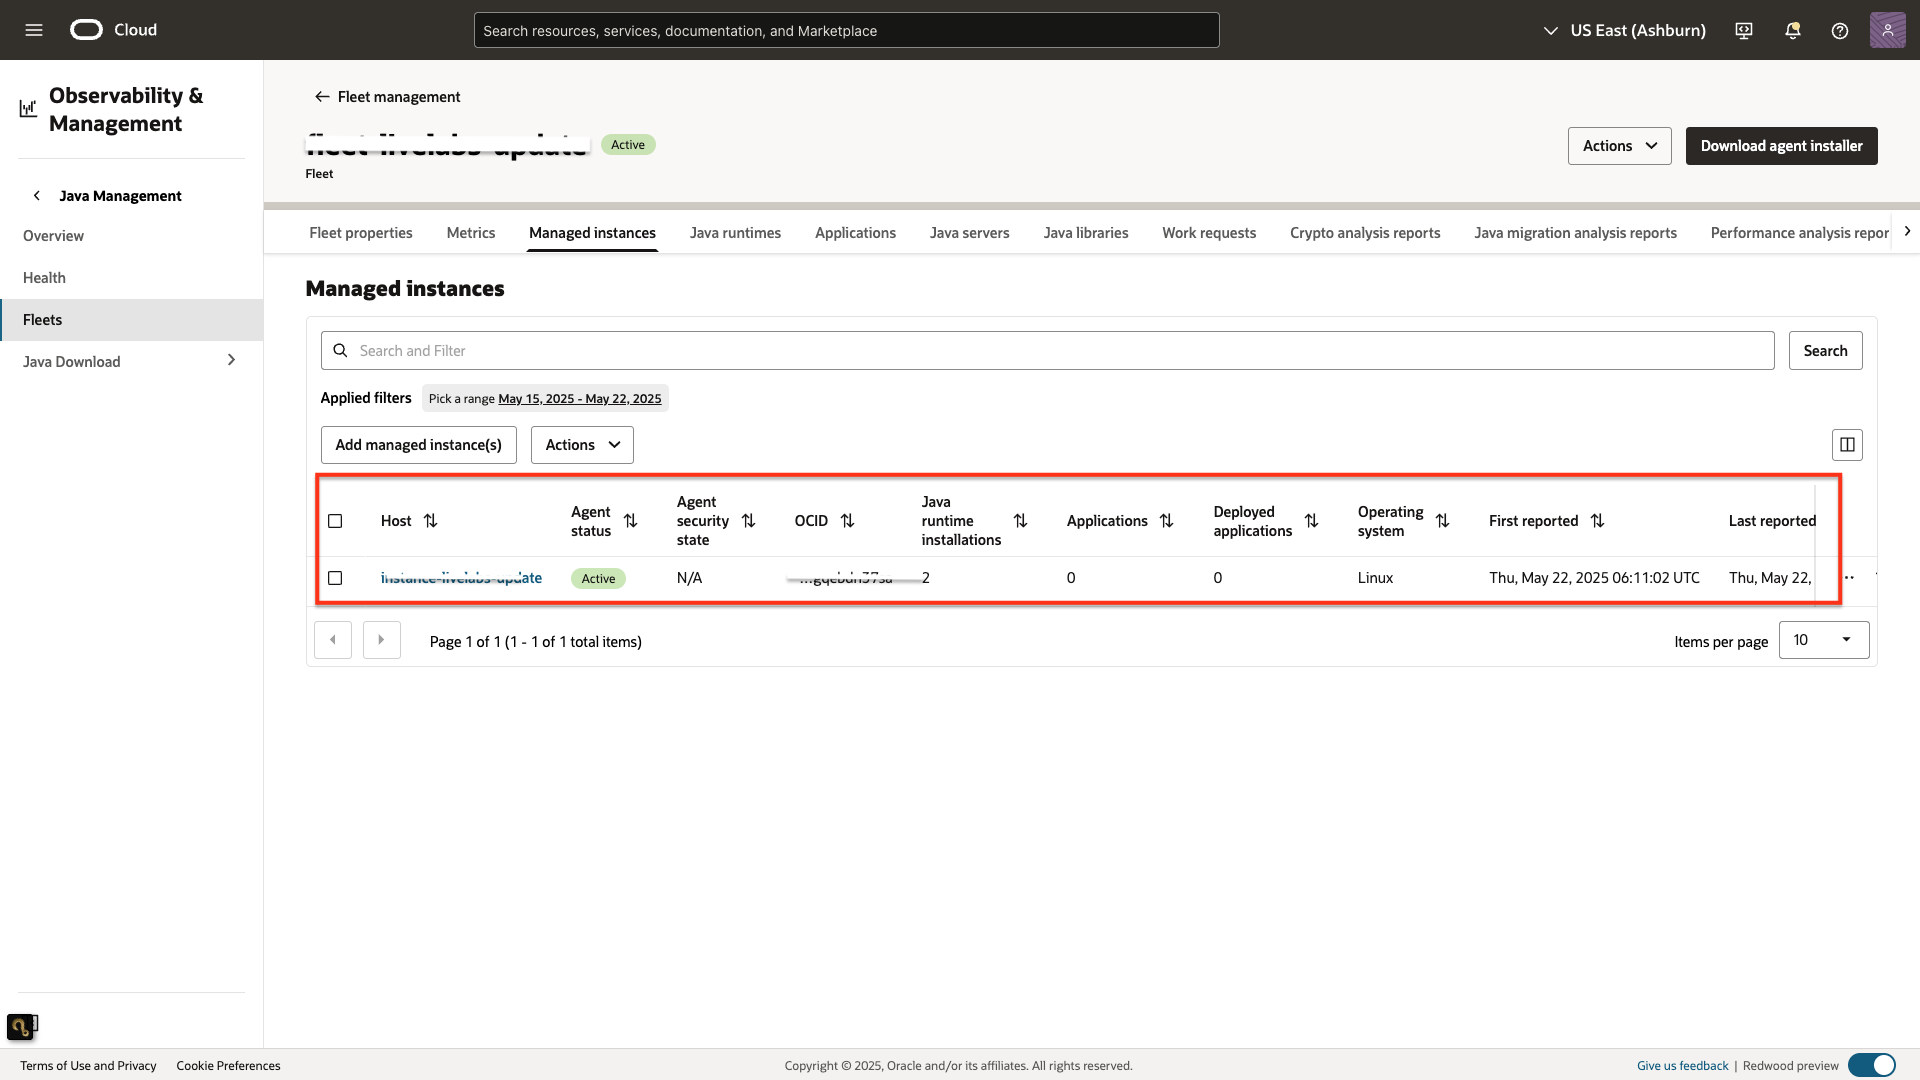 Cloud
Search resources, services, documentation, and Marketplace
US East (Ashburn)
Observability &
Management
Java Management
Overview
Health
Fleets
Java Download
Fleet management
Active
Fleet
Actions
Download agent installer
Fleet properties
Metrics
Managed instances
Java runtimes
Applications
Java servers
Java libraries
Work requests
Crypto analysis reports
Java migration analysis reports
Performance analysis repor
Managed instances
Search and Filter
Search
Applied filters
Pick a range May 15, 2025 - May 22, 2025
Add managed instance(s)
Actions
Host
Agent
status
Agent
security
state
OCID
Java
runtime
installations
Applications
Deployed
applications
Operating
system
First reported
Last reported
instance-livelabs-update
Active
N/A
2
0
0
Linux
Thu, May 22, 2025 06:11:02 UTC
Thu, May 22,
Page 1 of 1 (1 - 1 of 1 total items)
Items per page
10
Terms of Use and Privacy
Cookie Preferences
Copyright © 2025, Oracle and/or its affiliates. All rights reserved.
Give us feedback | Redwood preview